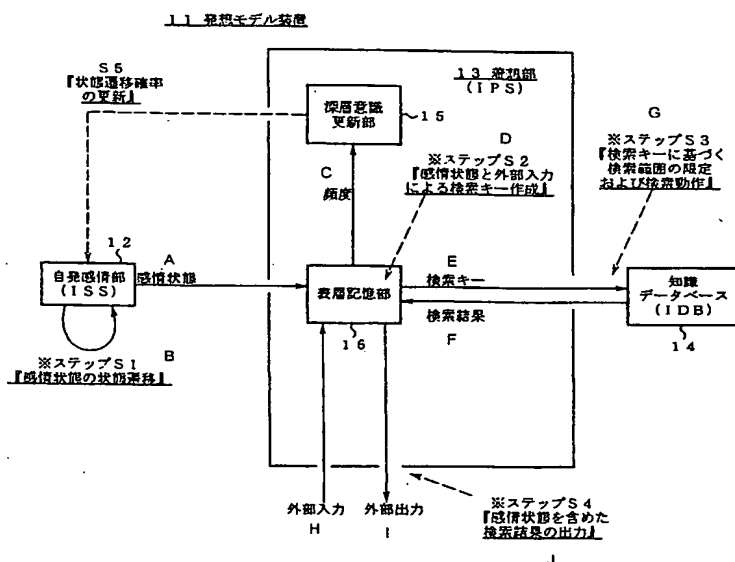 11 発想モデル装置
S5
『状態遷移確率
の更新』
13 着想部
(IPS)
深層意識
更新部
15
G
D
※ステップS3
『検索キーに基づく
検索範囲の限定
および検索動作』
※ステップS2
『感情状態と外部入力
による検索キー作成』
C
頻度
12
A
E
自発感情部
(ISS)
感情状態
表層記憶部
検索キー
知識
データベース
(IDB)
検索結果
B
16
F
14
※ステップS1
『感情状態の状態遷移』
外部入力
外部出力
H
I
※ステップS4
『感情状態を含めた
検索結果の出力』